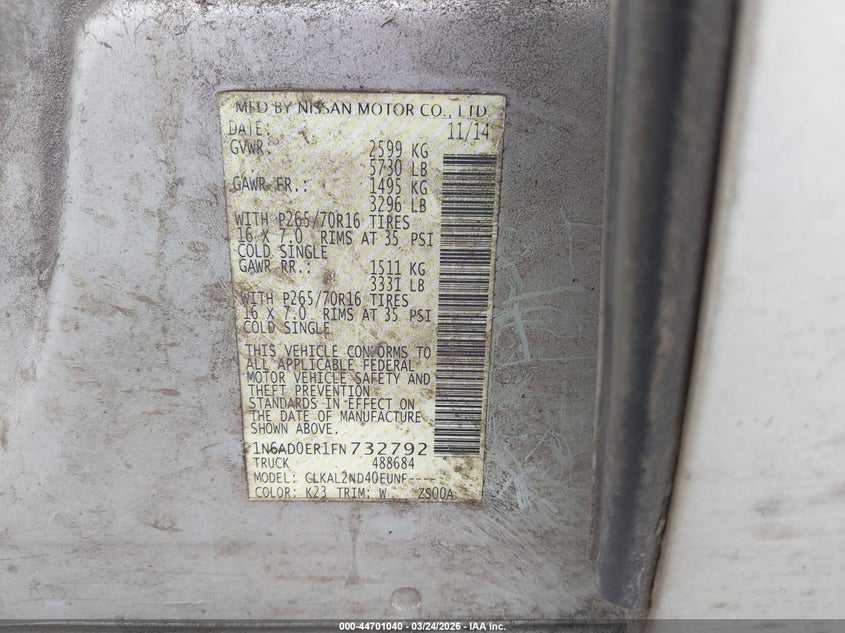 MFD BY NISSAN MOTOR CO., LTD.
DATE: 11/14
GVWR: 2599 KG
5730 LB
GAWR FR.: 1495 KG
3296 LB
WITH P265/70R16 TIRES
16 X 7.0 RIMS AT 35 PSI
COLD SINGLE
GAWR RR.: 1511 KG
3331 LB
WITH P265/70R16 TIRES
16 X 7.0 RIMS AT 35 PSI
COLD SINGLE
THIS VEHICLE CONFORMS TO
ALL APPLICABLE FEDERAL
MOTOR VEHICLE SAFETY AND
THEFT PREVENTION
STANDARDS IN EFFECT ON
THE DATE OF MANUFACTURE
SHOWN ABOVE.
1N6AD0ER1FN732792
TRUCK 488684
MODEL: GLKAL2ND40EUNF----
COLOR: K23 TRIM: W ZS00A
000-44701040 - 03/24/2026 - IAA Inc.